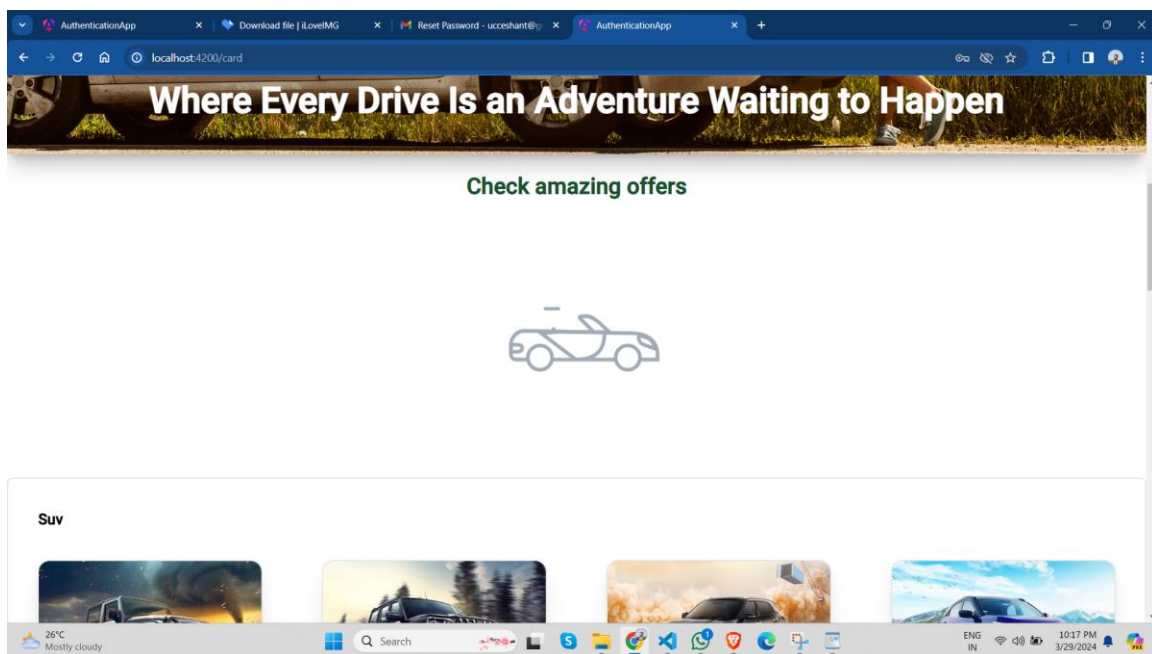 AuthenticationApp
Download file | iLoveIMG
Reset Password - ucceshant@g
AuthenticationApp
localhost:4200/card
Where Every Drive Is an Adventure Waiting to Happen
Check amazing offers
Suv
26°C
Mostly cloudy
Search
ENG
IN
10:17 PM
3/29/2024